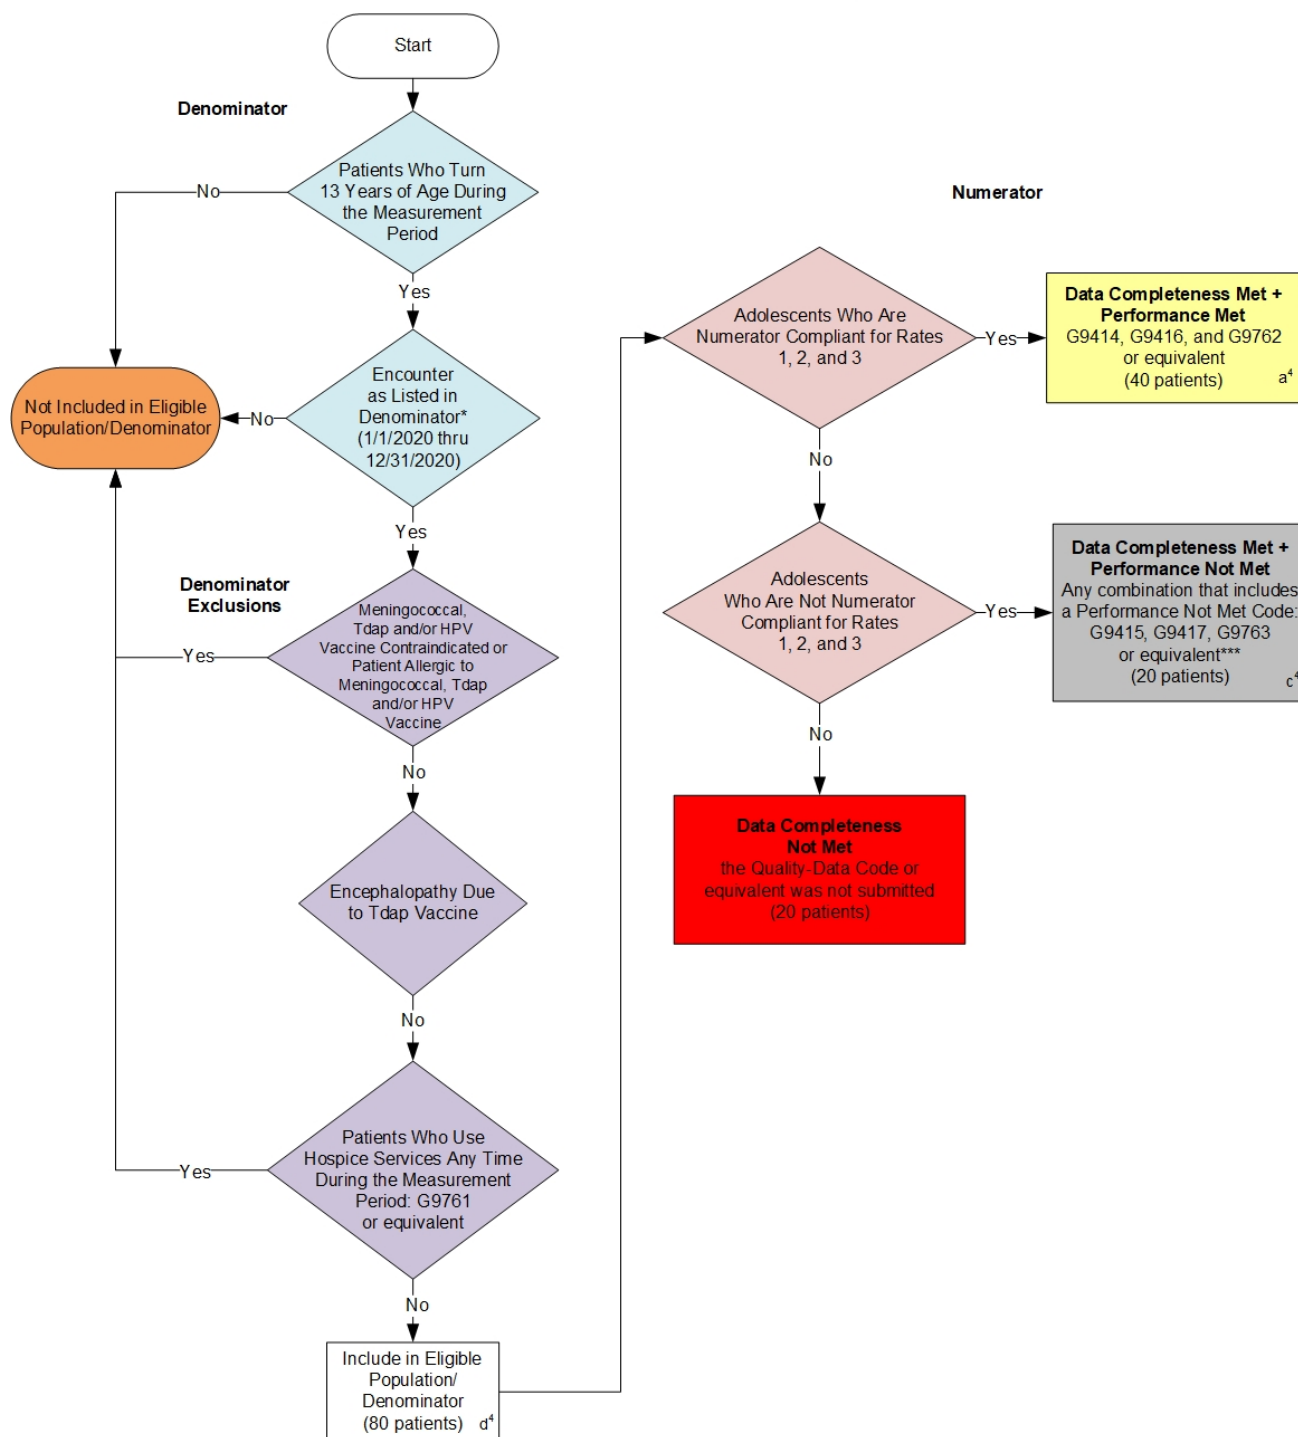 Start
Denominator
Patients Who Turn
13 Years of Age During
the Measurement
Period
No
Yes
Encounter
as Listed in
Denominator*
(1/1/2020 thru
12/31/2020)
No
Not Included in Eligible
Population/Denominator
Yes
Denominator
Exclusions
Meningococcal,
Tdap and/or HPV
Vaccine Contraindicated or
Patient Allergic to
Meningococcal, Tdap
and/or HPV
Vaccine
Yes
No
Encephalopathy Due
to Tdap Vaccine
No
Patients Who Use
Hospice Services Any Time
During the Measurement
Period: G9761
or equivalent
Yes
No
Include in Eligible
Population/
Denominator
(80 patients) d⁴
Numerator
Adolescents Who Are
Numerator Compliant for Rates
1, 2, and 3
Yes
Data Completeness Met +
Performance Met
G9414, G9416, and G9762
or equivalent
(40 patients) a⁴
No
Adolescents
Who Are Not Numerator
Compliant for Rates
1, 2, and 3
Yes
Data Completeness Met +
Performance Not Met
Any combination that includes
a Performance Not Met Code:
G9415, G9417, G9763
or equivalent***
(20 patients) c⁴
No
Data Completeness
Not Met
the Quality-Data Code or
equivalent was not submitted
(20 patients)